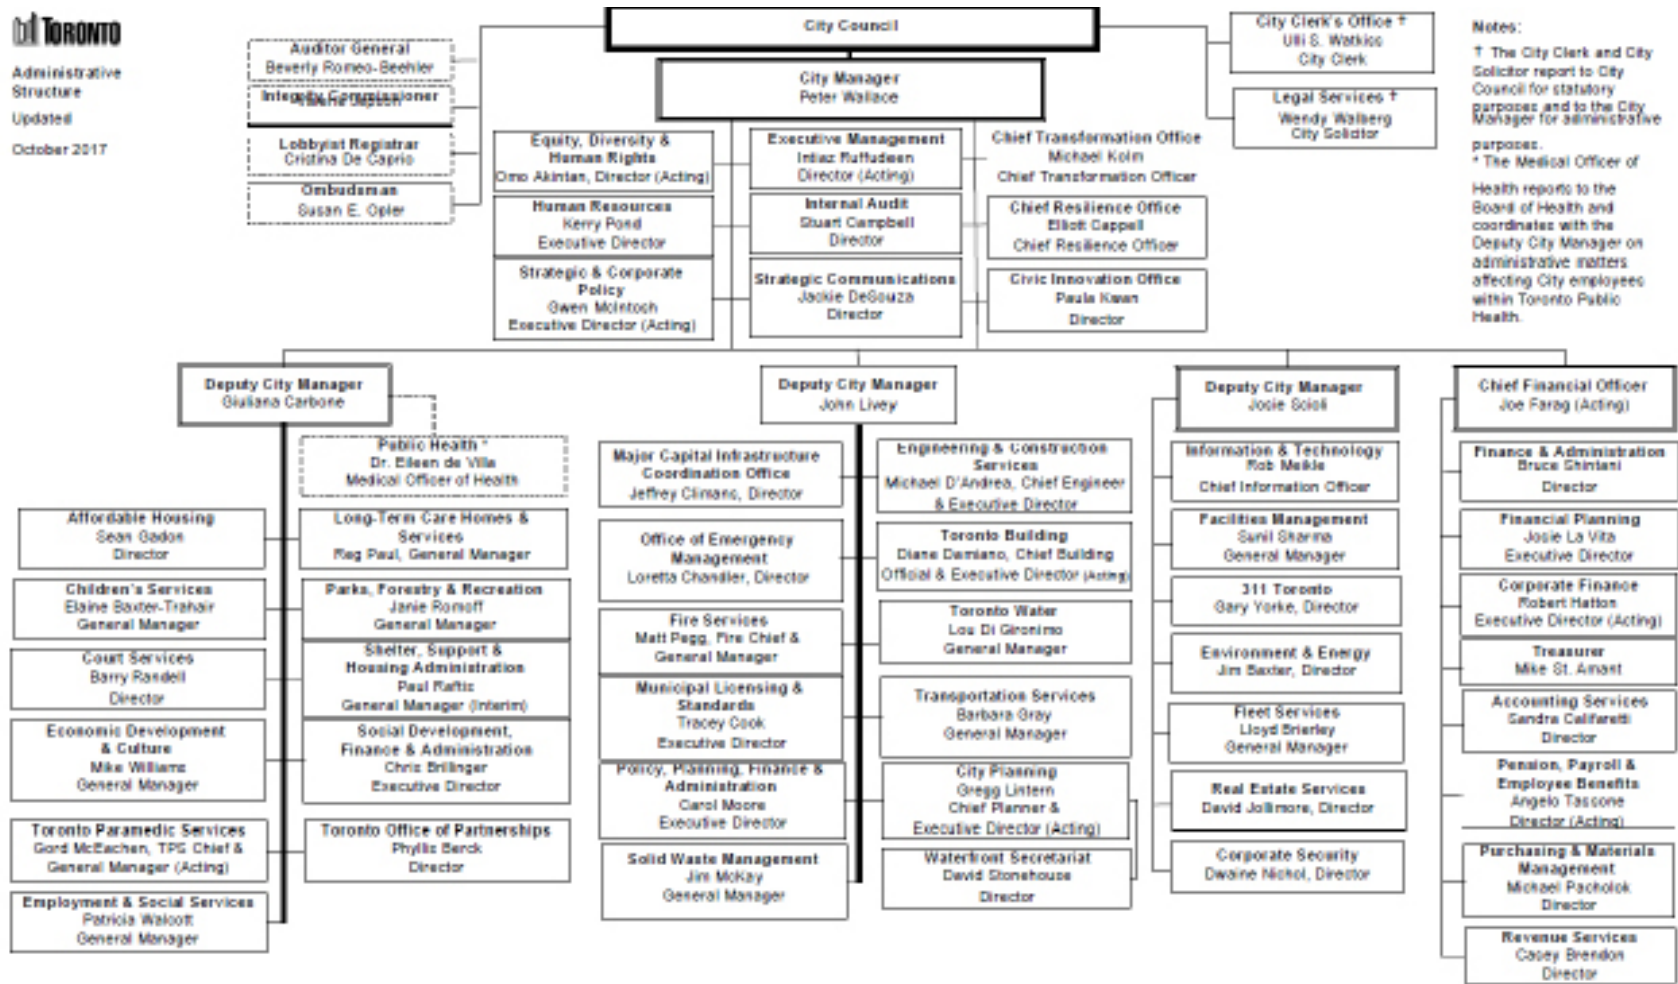 TORONTO
Administrative
Structure
Updated
October 2017
City Council
City Manager
Peter Wallace
Auditor General
Beverly Romeo-Beehler
Integrity Commissioner
Lobbyist Registrar
Cristina De Caprio
Ombudsman
Susan E. Opler
City Clerk's Office †
Ulli S. Watkiss
City Clerk
Legal Services †
Wendy Walberg
City Solicitor
Notes:
† The City Clerk and City
Solicitor report to City
Council for statutory
purposes and to the City
Manager for administrative
purposes.
* The Medical Officer of
Health reports to the
Board of Health and
coordinates with the
Deputy City Manager on
administrative matters
affecting City employees
within Toronto Public
Health.
Equity, Diversity &
Human Rights
Omo Akintan, Director (Acting)
Human Resources
Kerry Pond
Executive Director
Strategic & Corporate
Policy
Gwen McIntosh
Executive Director (Acting)
Executive Management
Ruffudeen
Director (Acting)
Internal Audit
Stuart Campbell
Director
Strategic Communications
Jackie DeSouza
Director
Chief Transformation Office
Michael Kolm
Chief Transformation Officer
Chief Resilience Office
Elliott Cappell
Chief Resilience Officer
Civic Innovation Office
Paula Kwan
Director
Deputy City Manager
Giuliana Carbone
Public Health *
Dr. Eileen de Villa
Medical Officer of Health
Affordable Housing
Sean Gadon
Director
Children's Services
Elaine Baxter-Trahair
General Manager
Court Services
Barry Randell
Director
Economic Development
& Culture
Mike Williams
General Manager
Toronto Paramedic Services
Gord McEachen, TPS Chief &
General Manager (Acting)
Employment & Social Services
Patricia Walcott
General Manager
Long-Term Care Homes &
Services
Reg Paul, General Manager
Parks, Forestry & Recreation
Janie Romoff
General Manager
Shelter, Support &
Housing Administration
Paul Raftis
General Manager (Interim)
Social Development,
Finance & Administration
Chris Brillinger
Executive Director
Toronto Office of Partnerships
Phyllis Berck
Director
Deputy City Manager
John Livey
Major Capital Infrastructure
Coordination Office
Jeffrey Climans, Director
Office of Emergency
Management
Loretta Chandler, Director
Fire Services
Matt Pegg, Fire Chief &
General Manager
Municipal Licensing &
Standards
Tracey Cook
Executive Director
Policy, Planning, Finance &
Administration
Carol Moore
Executive Director
Solid Waste Management
Jim McKay
General Manager
Engineering & Construction
Services
Michael D'Andrea, Chief Engineer
& Executive Director
Toronto Building
Diane Damiano, Chief Building
Official & Executive Director (Acting)
Toronto Water
Lou Di Gironimo
General Manager
Transportation Services
Barbara Gray
General Manager
City Planning
Gregg Lintern
Chief Planner &
Executive Director (Acting)
Waterfront Secretariat
David Stonehouse
Director
Deputy City Manager
Josie Scioli
Information & Technology
Rob Meikle
Chief Information Officer
Facilities Management
Sunil Sharma
General Manager
311 Toronto
Gary Yorke, Director
Environment & Energy
Jim Baxter, Director
Fleet Services
Lloyd Brierley
General Manager
Real Estate Services
David Jollimore, Director
Corporate Security
Dwaine Nichol, Director
Chief Financial Officer
Joe Farag (Acting)
Finance & Administration
Bruce Shintani
Director
Financial Planning
Josie La Vita
Executive Director
Corporate Finance
Robert Hatton
Executive Director (Acting)
Treasurer
Mike St. Amant
Accounting Services
Sandra Califaretti
Director
Pension, Payroll &
Employee Benefits
Angelo Tassone
Director (Acting)
Purchasing & Materials
Management
Michael Pacholok
Director
Revenue Services
Casey Brendon
Director